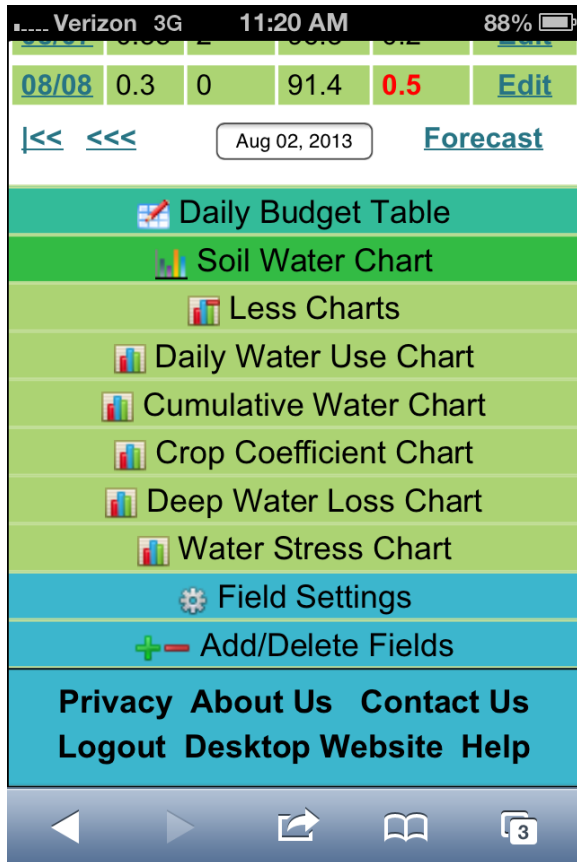 Verizon 3G 11:20 AM 88%
08/08 0.3 0 91.4 0.5 Edit
|<< <<< Aug 02, 2013 Forecast
Daily Budget Table
Soil Water Chart
Less Charts
Daily Water Use Chart
Cumulative Water Chart
Crop Coefficient Chart
Deep Water Loss Chart
Water Stress Chart
Field Settings
Add/Delete Fields
Privacy About Us Contact Us
Logout Desktop Website Help
3